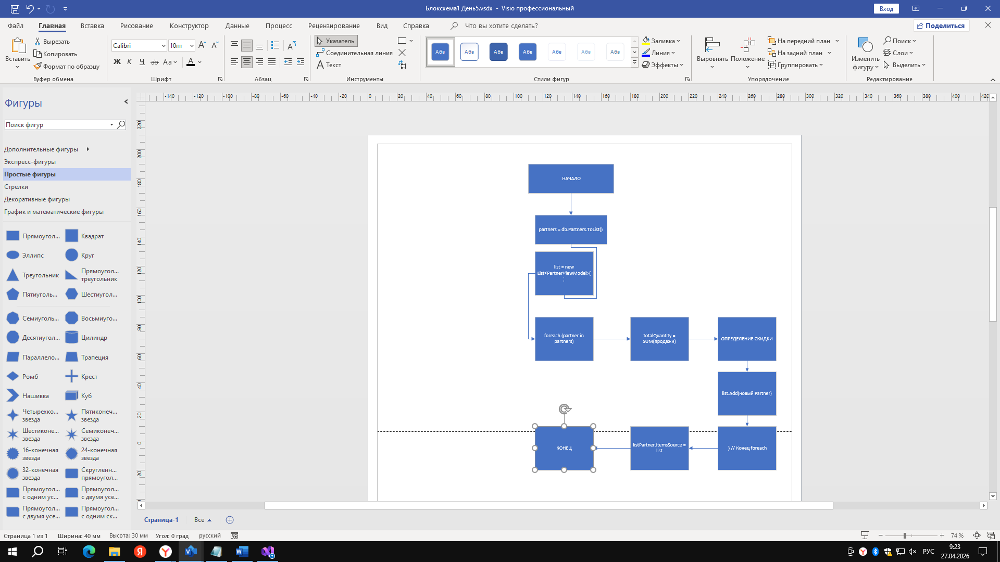 Блоксхема1 День5.vsdx - Visio профессиональный
Вход
Файл
Главная
Вставка
Рисование
Конструктор
Данные
Процесс
Рецензирование
Вид
Справка
Что вы хотите сделать?
Поделиться
Вставить
Вырезать
Копировать
Формат по образцу
Буфер обмена
Calibri
10пт
Ж К Ч ab Aa A
Шрифт
Абзац
Указатель
Соединительная линия
Текст
Инструменты
Абв Абв Абв Абв Абв Абв Абв
Стили фигур
Заливка
Линия
Эффекты
Выровнять
Положение
На передний план
На задний план
Группировать
Упорядочение
Изменить
фигуру
Поиск
Слои
Выделить
Редактирование
Фигуры
Поиск фигур
Дополнительные фигуры
Экспресс-фигуры
Простые фигуры
Стрелки
Декоративные фигуры
График и математические фигуры
Прямоугол... Квадрат
Эллипс Круг
Треугольник Прямоугол...
треугольник
Пятиуголь... Шестиугол...
Семиуголь... Восьмиуго...
Десятиугол... Цилиндр
Параллело... Трапеция
Ромб Крест
Нашивка Куб
Четырехко... Пятиконеч...
звезда звезда
Шестиконе... Семиконеч...
звезда звезда
16-конечная 24-конечная
звезда звезда
32-конечная Скругленн...
звезда прямоугол...
Прямоугол... Прямоугол...
с одним ус... с двумя усе...
Прямоугол... Прямоугол...
с двумя усе... с одним ск...
-140 -120 -100 -80 -60 -40 -20 0 20 40 60 80 100 120 140 160 180 200 220 240 260 280 300 320 340 360 380 400 420
220
200
180
160
140
120
100
80
60
40
20
0
-20
НАЧАЛО
partners = db.Partners.ToList()
list = new
List<PartnerViewModel>(
foreach (partner in
partners)
totalQuantity =
SUM(продажи)
ОПРЕДЕЛЕНИЕ СКИДКИ
list.Add(новый Partner)
} // Конец foreach
listPartner.ItemsSource =
list
КОНЕЦ
Страница-1
Все
Страница 1 из 1
Ширина: 40 мм
Высота: 30 мм
Угол: 0 град
русский
74 %
РУС
9:23
27.04.2026